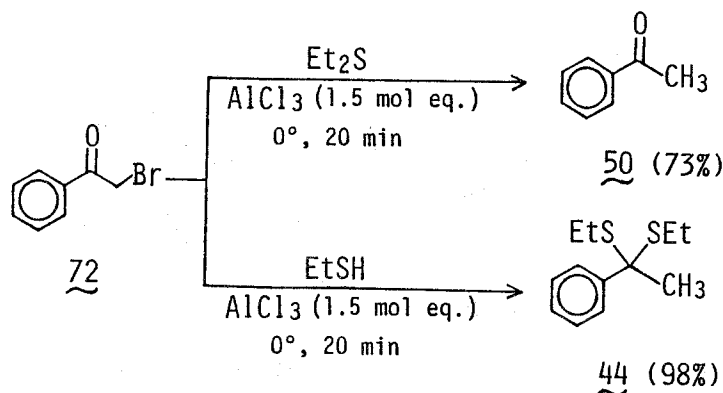 Et₂S
AlCl₃ (1.5 mol eq.)
0°, 20 min
O
CH₃
50 (73%)
O
Br
72
EtSH
AlCl₃ (1.5 mol eq.)
0°, 20 min
EtS SEt
CH₃
44 (98%)